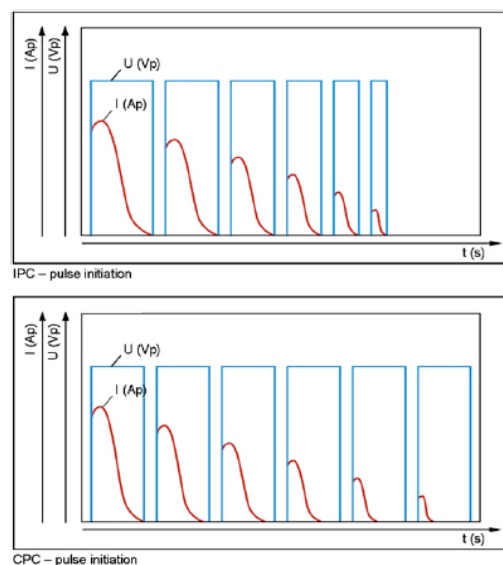 I (Ap)
U (Vp)
U (Vp)
I (Ap)
t (s)
IPC – pulse initiation
I (Ap)
U (Vp)
U (Vp)
I (Ap)
t (s)
CPC – pulse initiation